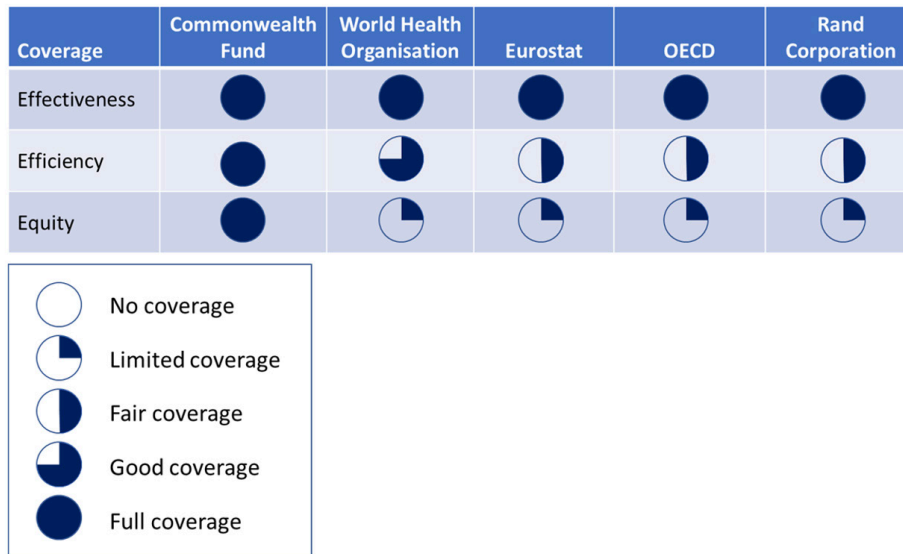 Coverage
Commonwealth
Fund
World Health
Organisation
Eurostat
OECD
Rand
Corporation
Effectiveness
Efficiency
Equity
No coverage
Limited coverage
Fair coverage
Good coverage
Full coverage